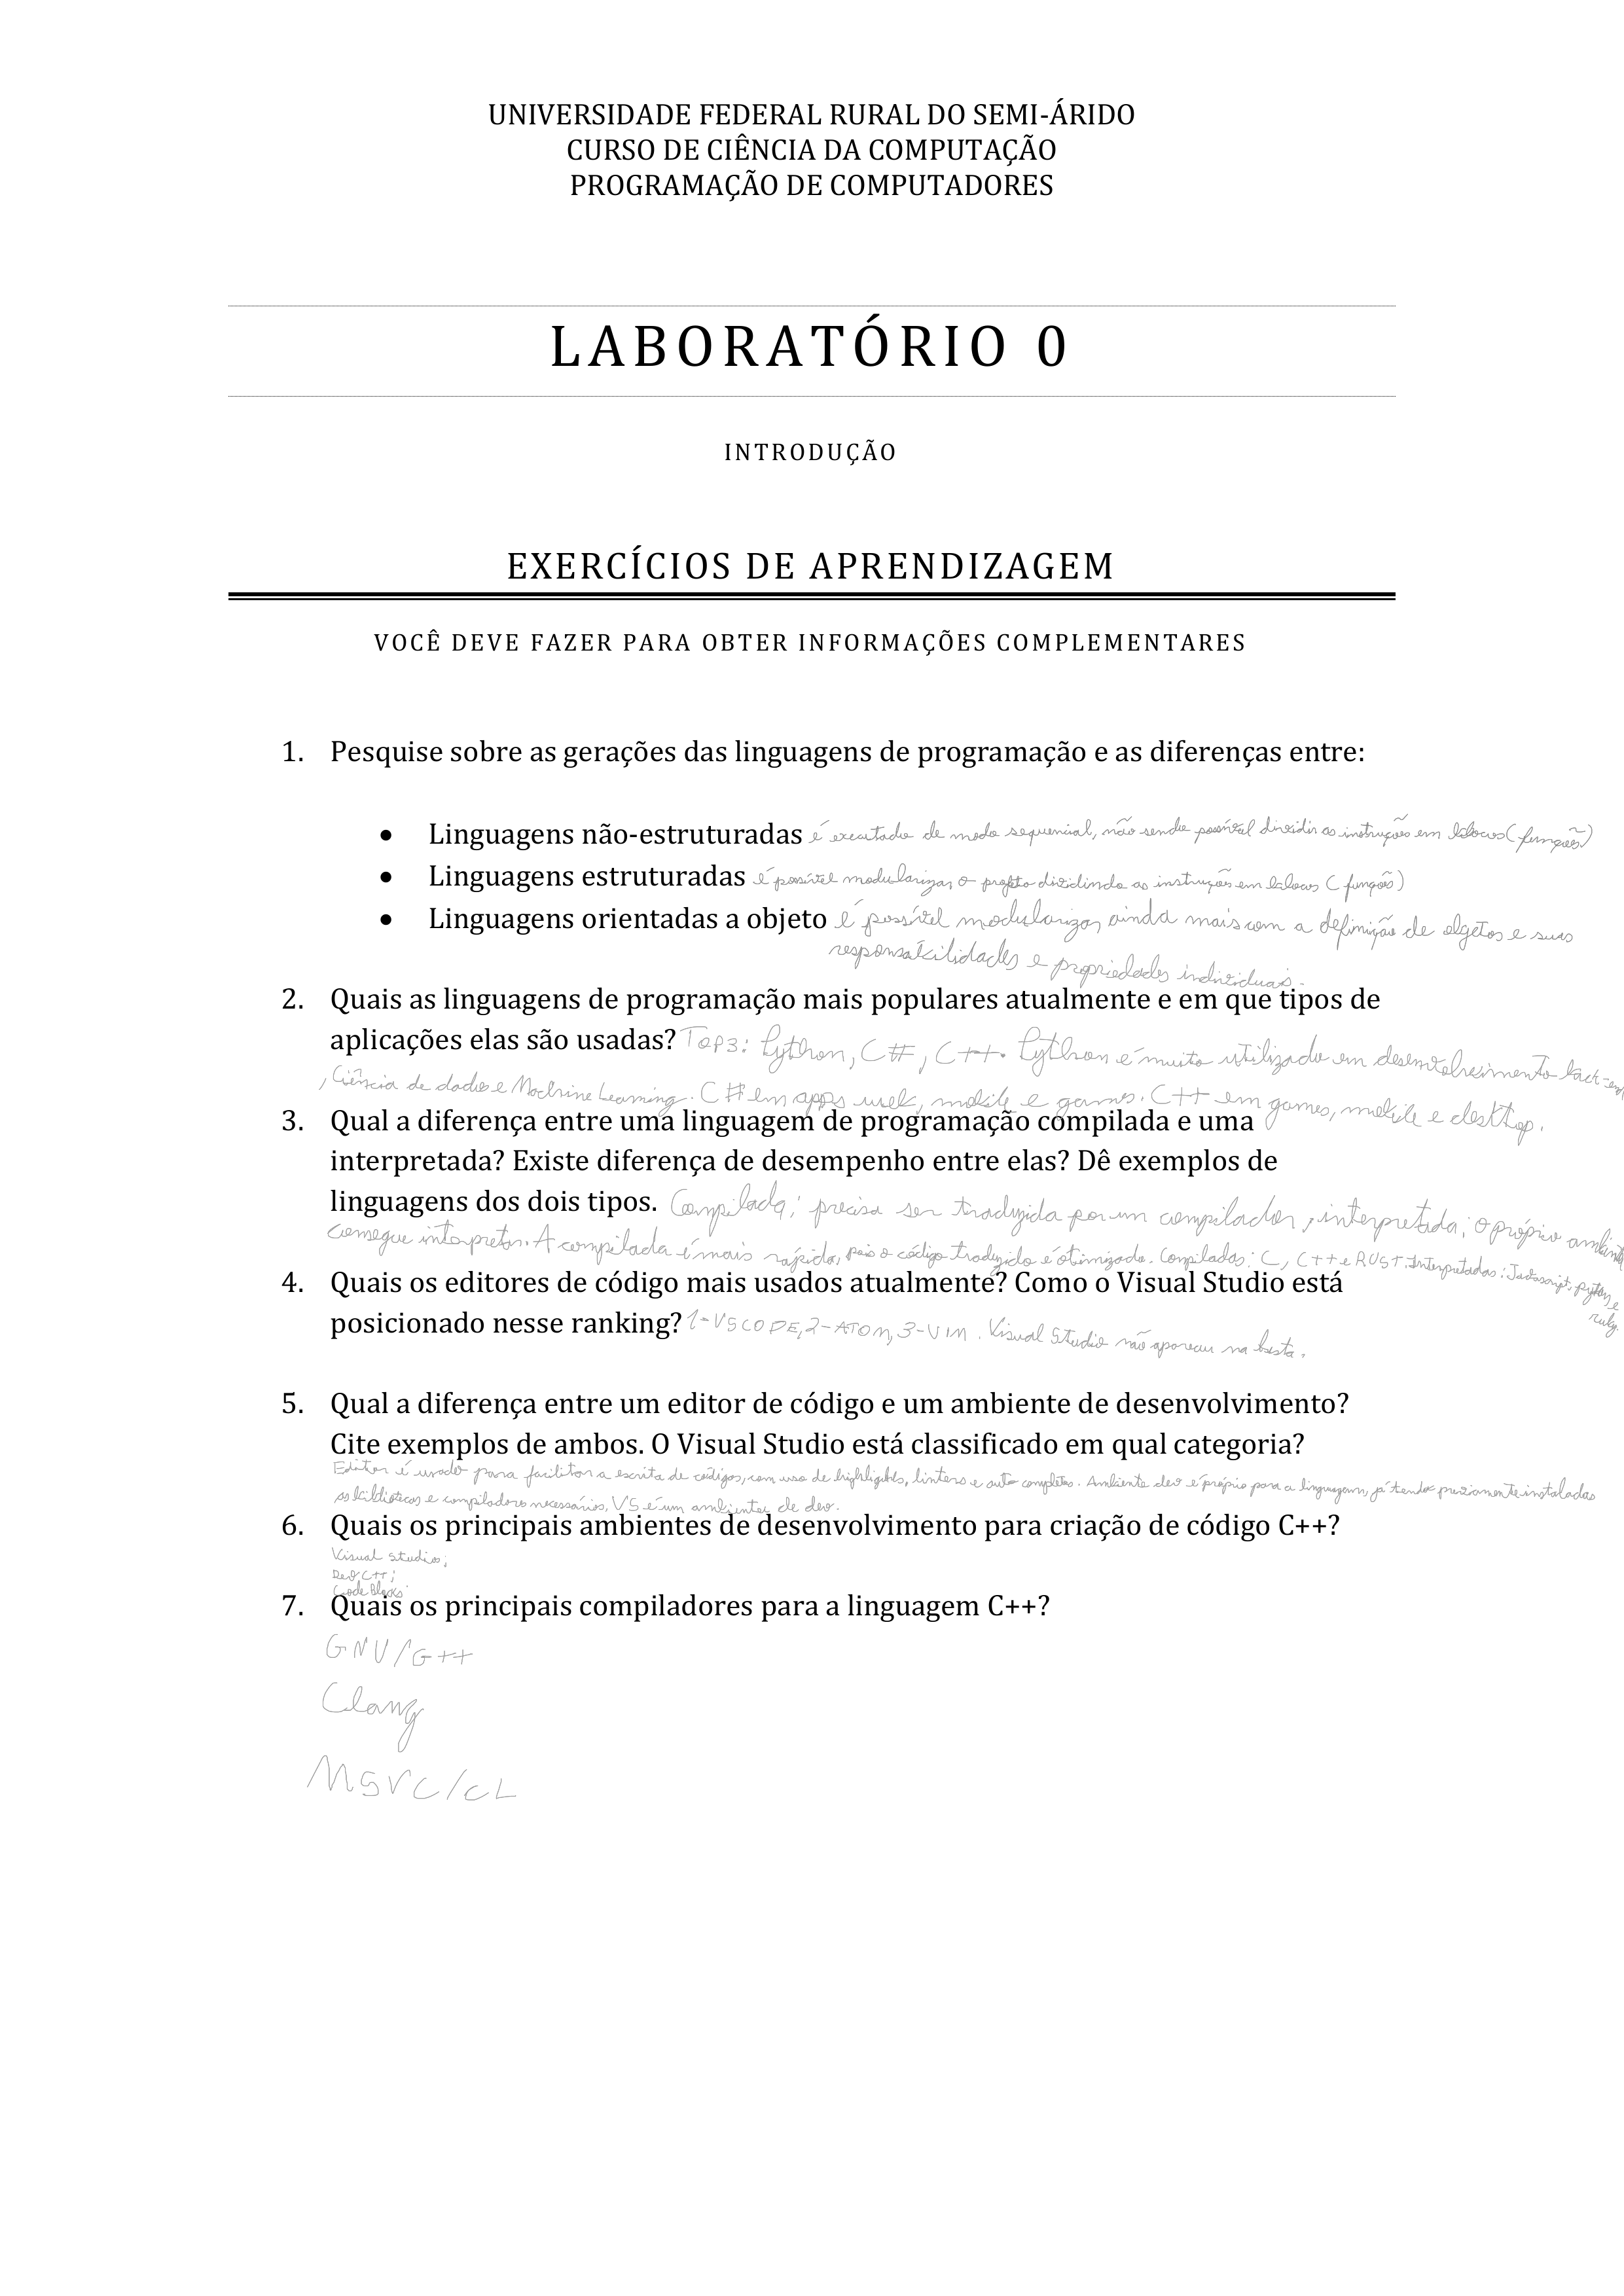 UNIVERSIDADE FEDERAL RURAL DO SEMI-ÁRIDO
CURSO DE CIÊNCIA DA COMPUTAÇÃO
PROGRAMAÇÃO DE COMPUTADORES
LABORATÓRIO 0
INTRODUÇÃO
EXERCÍCIOS DE APRENDIZAGEM
VOCÊ DEVE FAZER PARA OBTER INFORMAÇÕES COMPLEMENTARES
1. Pesquise sobre as gerações das linguagens de programação e as diferenças entre:
• Linguagens não-estruturadas é executado de modo sequencial, não sendo possível dividir as instruções em blocos (funções)
• Linguagens estruturadas é possível modularizar o projeto dividindo as instruções em blocos (funções)
• Linguagens orientadas a objeto é possível modularizar ainda mais com a definição de objetos e suas
responsabilidades e propriedades individuais.
2. Quais as linguagens de programação mais populares atualmente e em que tipos de
aplicações elas são usadas? TOP3: Python, C#, C++. Python é muito utilizado em desenvolvimento back-end
, Ciência de dados e Machine Learning. C# em apps web, mobile e games. C++ em games, mobile e desktop.
3. Qual a diferença entre uma linguagem de programação compilada e uma
interpretada? Existe diferença de desempenho entre elas? Dê exemplos de
linguagens dos dois tipos. Compilada: precisa ser traduzida por um compilador, interpretada: o próprio ambiente
consegue interpretar. A compilada é mais rápida, pois o código traduzido é otimizado. Compiladas: C, C++ e RUST. Interpretadas: Javascript, python e
ruby.
4. Quais os editores de código mais usados atualmente? Como o Visual Studio está
posicionado nesse ranking? 1-VSCODE, 2-ATOM, 3-VIM. Visual Studio não apareceu na lista.
5. Qual a diferença entre um editor de código e um ambiente de desenvolvimento?
Cite exemplos de ambos. O Visual Studio está classificado em qual categoria?
Editor é usado para facilitar a escrita de códigos, com uso de highlights, linters e auto completes. Ambiente dev é próprio para a linguagem, já tendo previamente instaladas
as bibliotecas e compiladores necessários, VS é um ambiente de dev.
6. Quais os principais ambientes de desenvolvimento para criação de código C++?
Visual studios;
Dev C++;
Code Blocks
7. Quais os principais compiladores para a linguagem C++?
GNU/G++
Clang
MSVC/CL